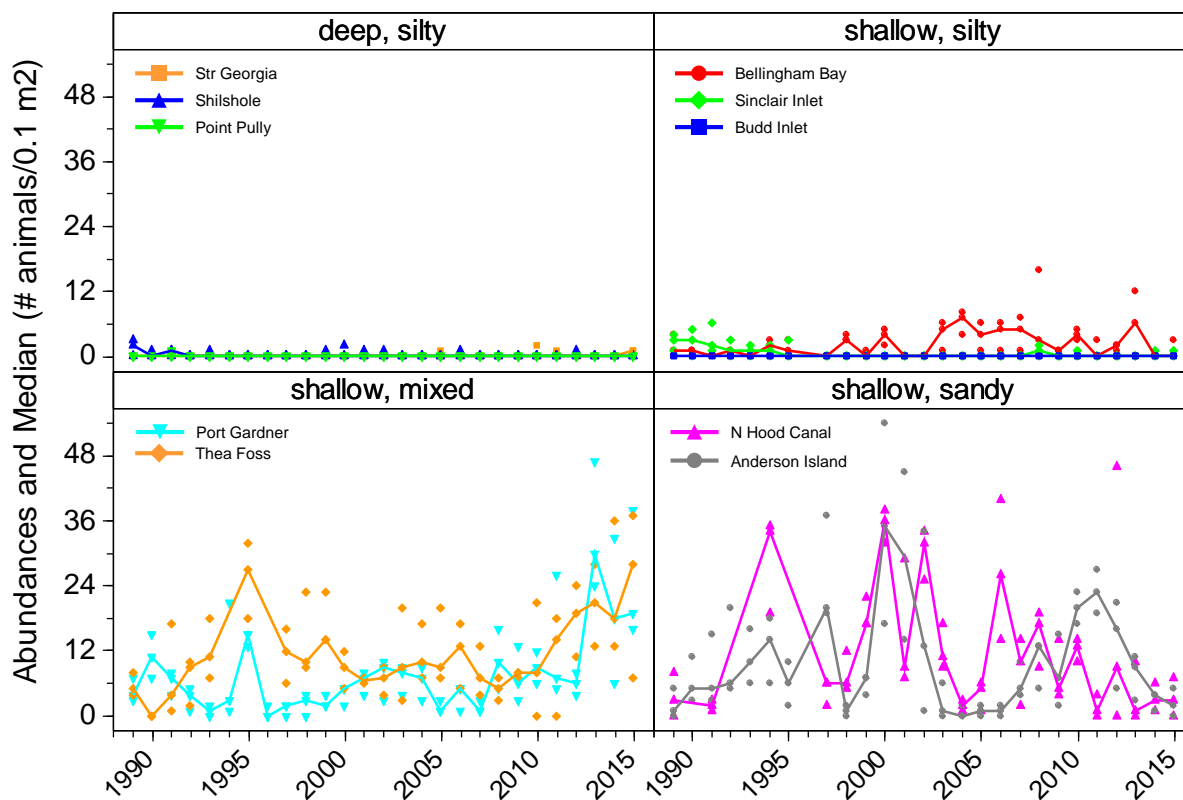 Abundances and Median (# animals/0.1 m2)
deep, silty
Str Georgia
Shilshole
Point Pully
48
36
24
12
0
shallow, silty
Bellingham Bay
Sinclair Inlet
Budd Inlet
shallow, mixed
Port Gardner
Thea Foss
48
36
24
12
0
1990
1995
2000
2005
2010
2015
shallow, sandy
N Hood Canal
Anderson Island
1990
1995
2000
2005
2010
2015